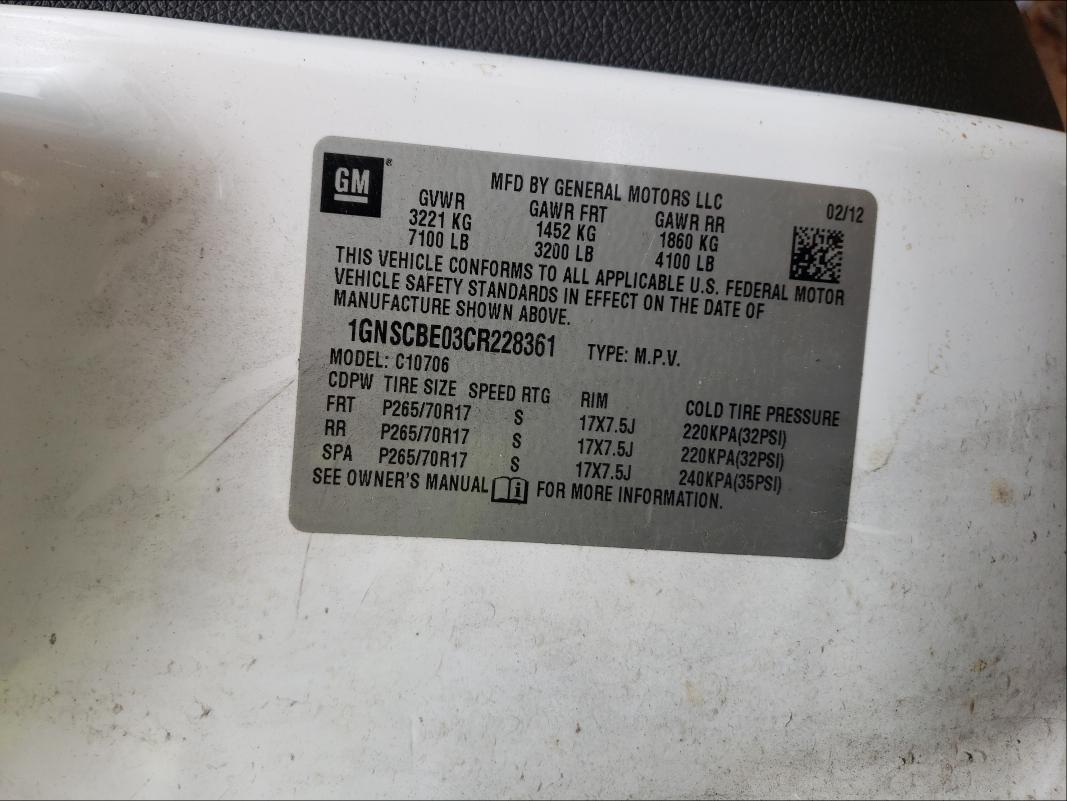 GM ®
MFD BY GENERAL MOTORS LLC
02/12
GVWR GAWR FRT GAWR RR
3221 KG 1452 KG 1860 KG
7100 LB 3200 LB 4100 LB
THIS VEHICLE CONFORMS TO ALL APPLICABLE U.S. FEDERAL MOTOR
VEHICLE SAFETY STANDARDS IN EFFECT ON THE DATE OF
MANUFACTURE SHOWN ABOVE.
1GNSCBE03CR228361 TYPE: M.P.V.
MODEL: C10706
CDPW TIRE SIZE SPEED RTG RIM COLD TIRE PRESSURE
FRT P265/70R17 S 17X7.5J 220KPA(32PSI)
RR P265/70R17 S 17X7.5J 220KPA(32PSI)
SPA P265/70R17 S 17X7.5J 240KPA(35PSI)
SEE OWNER'S MANUAL i FOR MORE INFORMATION.